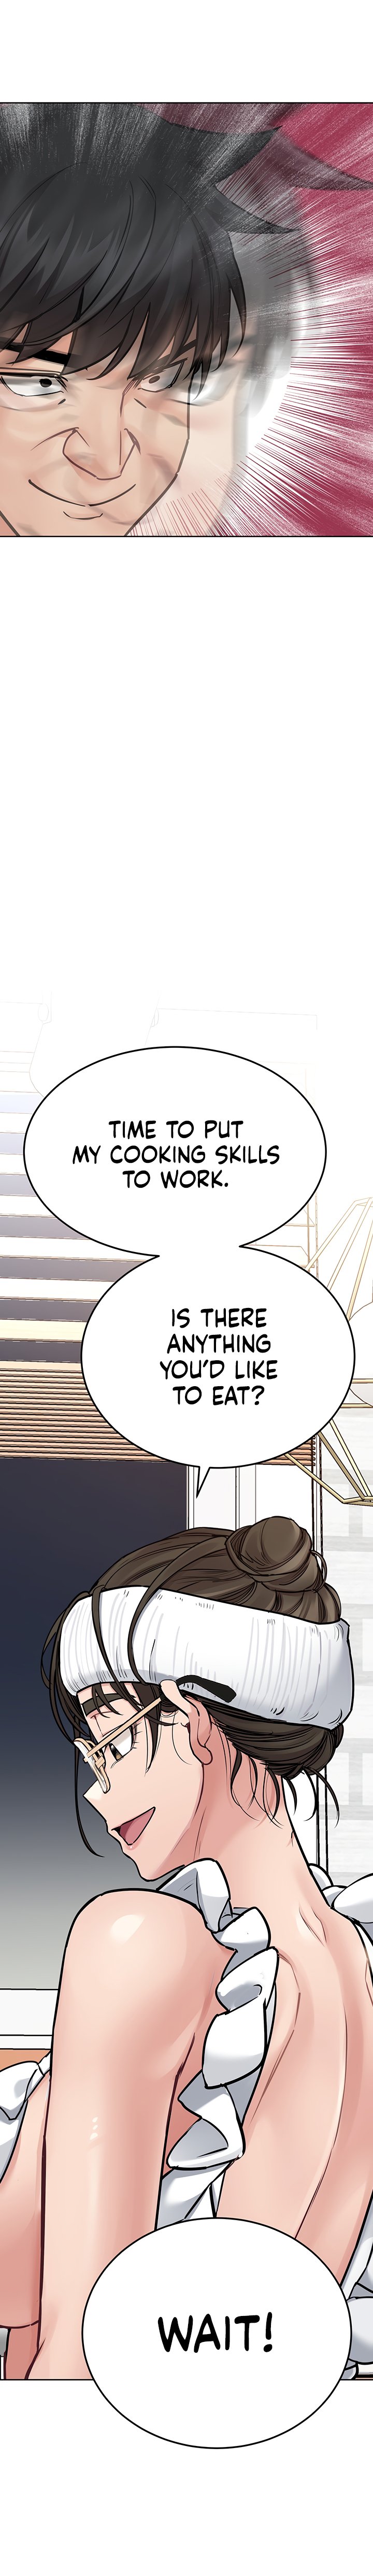 TIME TO PUT
MY COOKING SKILLS
TO WORK.
IS THERE
ANYTHING
YOU'D LIKE
TO EAT?
WAIT!